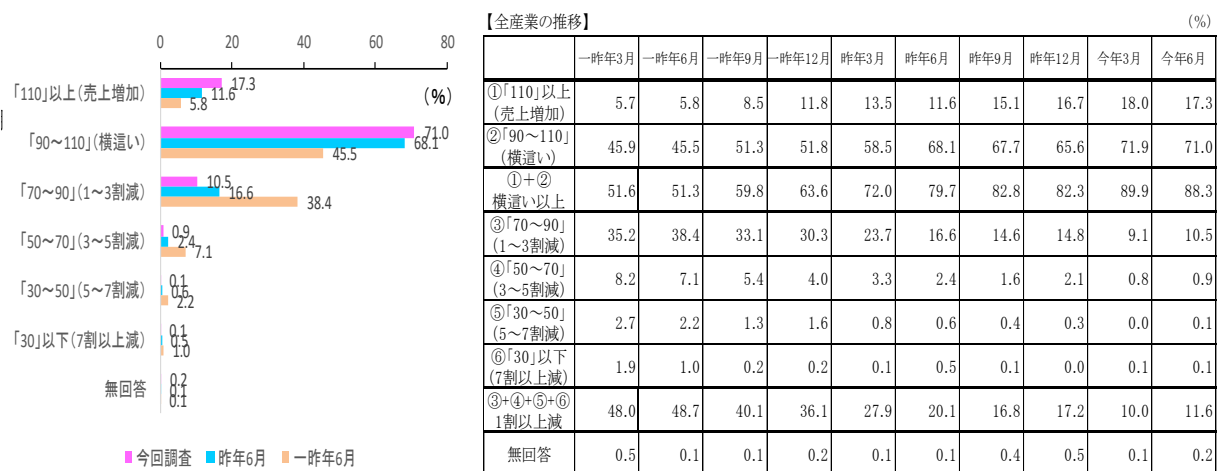 0 20 40 60 80
(%)
「110」以上(売上増加) 17.3 11.6 5.8
「90～110」(横這い) 71.0 68.1 45.5
「70～90」(1～3割減) 10.5 16.6 38.4
「50～70」(3～5割減) 0.9 2.4 7.1
「30～50」(5～7割減) 0.1 0.6 2.2
「30」以下(7割以上減) 0.1 0.5 1.0
無回答 0.2 0.1 0.1
今回調査 昨年6月 一昨年6月
【全産業の推移】 (%)
一昨年3月 一昨年6月 一昨年9月 一昨年12月 昨年3月 昨年6月 昨年9月 昨年12月 今年3月 今年6月
①「110」以上
(売上増加) 5.7 5.8 8.5 11.8 13.5 11.6 15.1 16.7 18.0 17.3
②「90～110」
(横這い) 45.9 45.5 51.3 51.8 58.5 68.1 67.7 65.6 71.9 71.0
①＋②
横這い以上 51.6 51.3 59.8 63.6 72.0 79.7 82.8 82.3 89.9 88.3
③「70～90」
(1～3割減) 35.2 38.4 33.1 30.3 23.7 16.6 14.6 14.8 9.1 10.5
④「50～70」
(3～5割減) 8.2 7.1 5.4 4.0 3.3 2.4 1.6 2.1 0.8 0.9
⑤「30～50」
(5～7割減) 2.7 2.2 1.3 1.6 0.8 0.6 0.4 0.3 0.0 0.1
⑥「30」以下
(7割以上減) 1.9 1.0 0.2 0.2 0.1 0.5 0.1 0.0 0.1 0.1
③+④+⑤+⑥
1割以上減 48.0 48.7 40.1 36.1 27.9 20.1 16.8 17.2 10.0 11.6
無回答 0.5 0.1 0.1 0.2 0.1 0.1 0.4 0.5 0.1 0.2